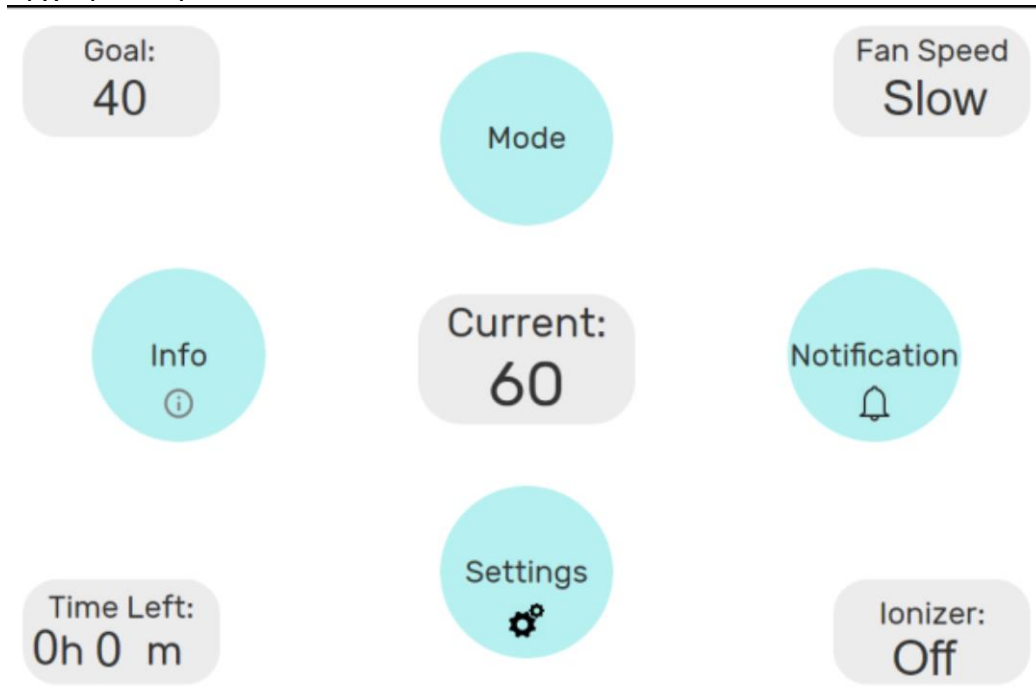 Goal:
40
Mode
Fan Speed
Slow
Info
Current:
60
Notification
Settings
Time Left:
0h 0 m
Ionizer:
Off